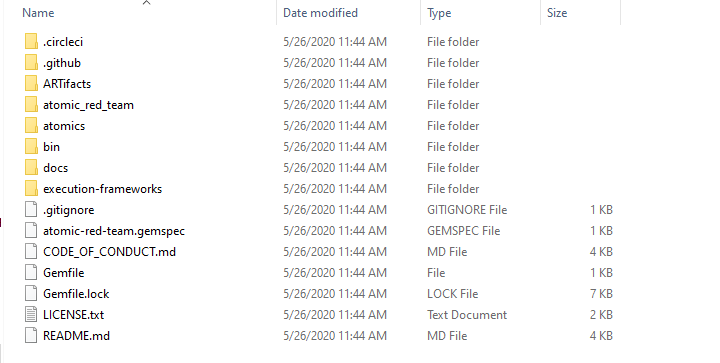 Name Date modified Type Size
.circleci 5/26/2020 11:44 AM File folder
.github 5/26/2020 11:44 AM File folder
ARTifacts 5/26/2020 11:44 AM File folder
atomic_red_team 5/26/2020 11:44 AM File folder
atomics 5/26/2020 11:44 AM File folder
bin 5/26/2020 11:44 AM File folder
docs 5/26/2020 11:44 AM File folder
execution-frameworks 5/26/2020 11:44 AM File folder
.gitignore 5/26/2020 11:44 AM GITIGNORE File 1 KB
atomic-red-team.gemspec 5/26/2020 11:44 AM GEMSPEC File 1 KB
CODE_OF_CONDUCT.md 5/26/2020 11:44 AM MD File 4 KB
Gemfile 5/26/2020 11:44 AM File 1 KB
Gemfile.lock 5/26/2020 11:44 AM LOCK File 7 KB
LICENSE.txt 5/26/2020 11:44 AM Text Document 2 KB
README.md 5/26/2020 11:44 AM MD File 4 KB